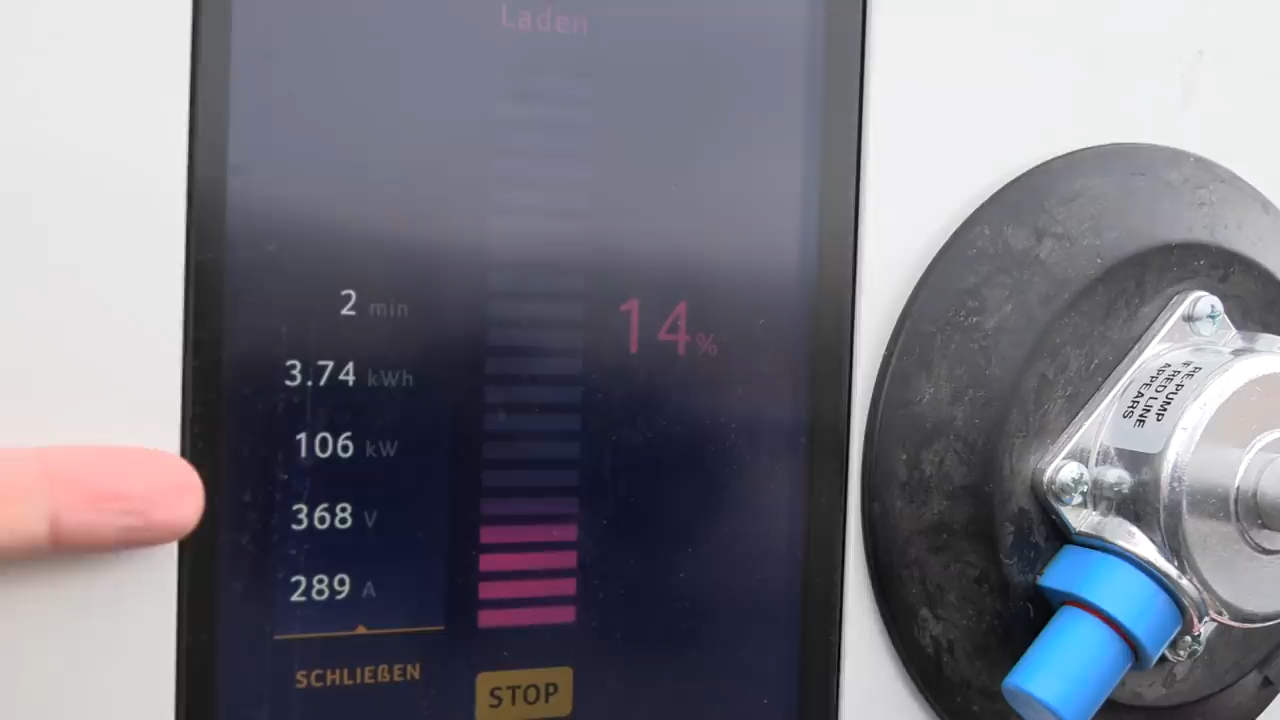 Laden
2 min
14%
3.74 kWh
106 kW
368 V
289 A
SCHLIEẞEN
STOP
RE-PUMP
IF RED LINE
APPEARS